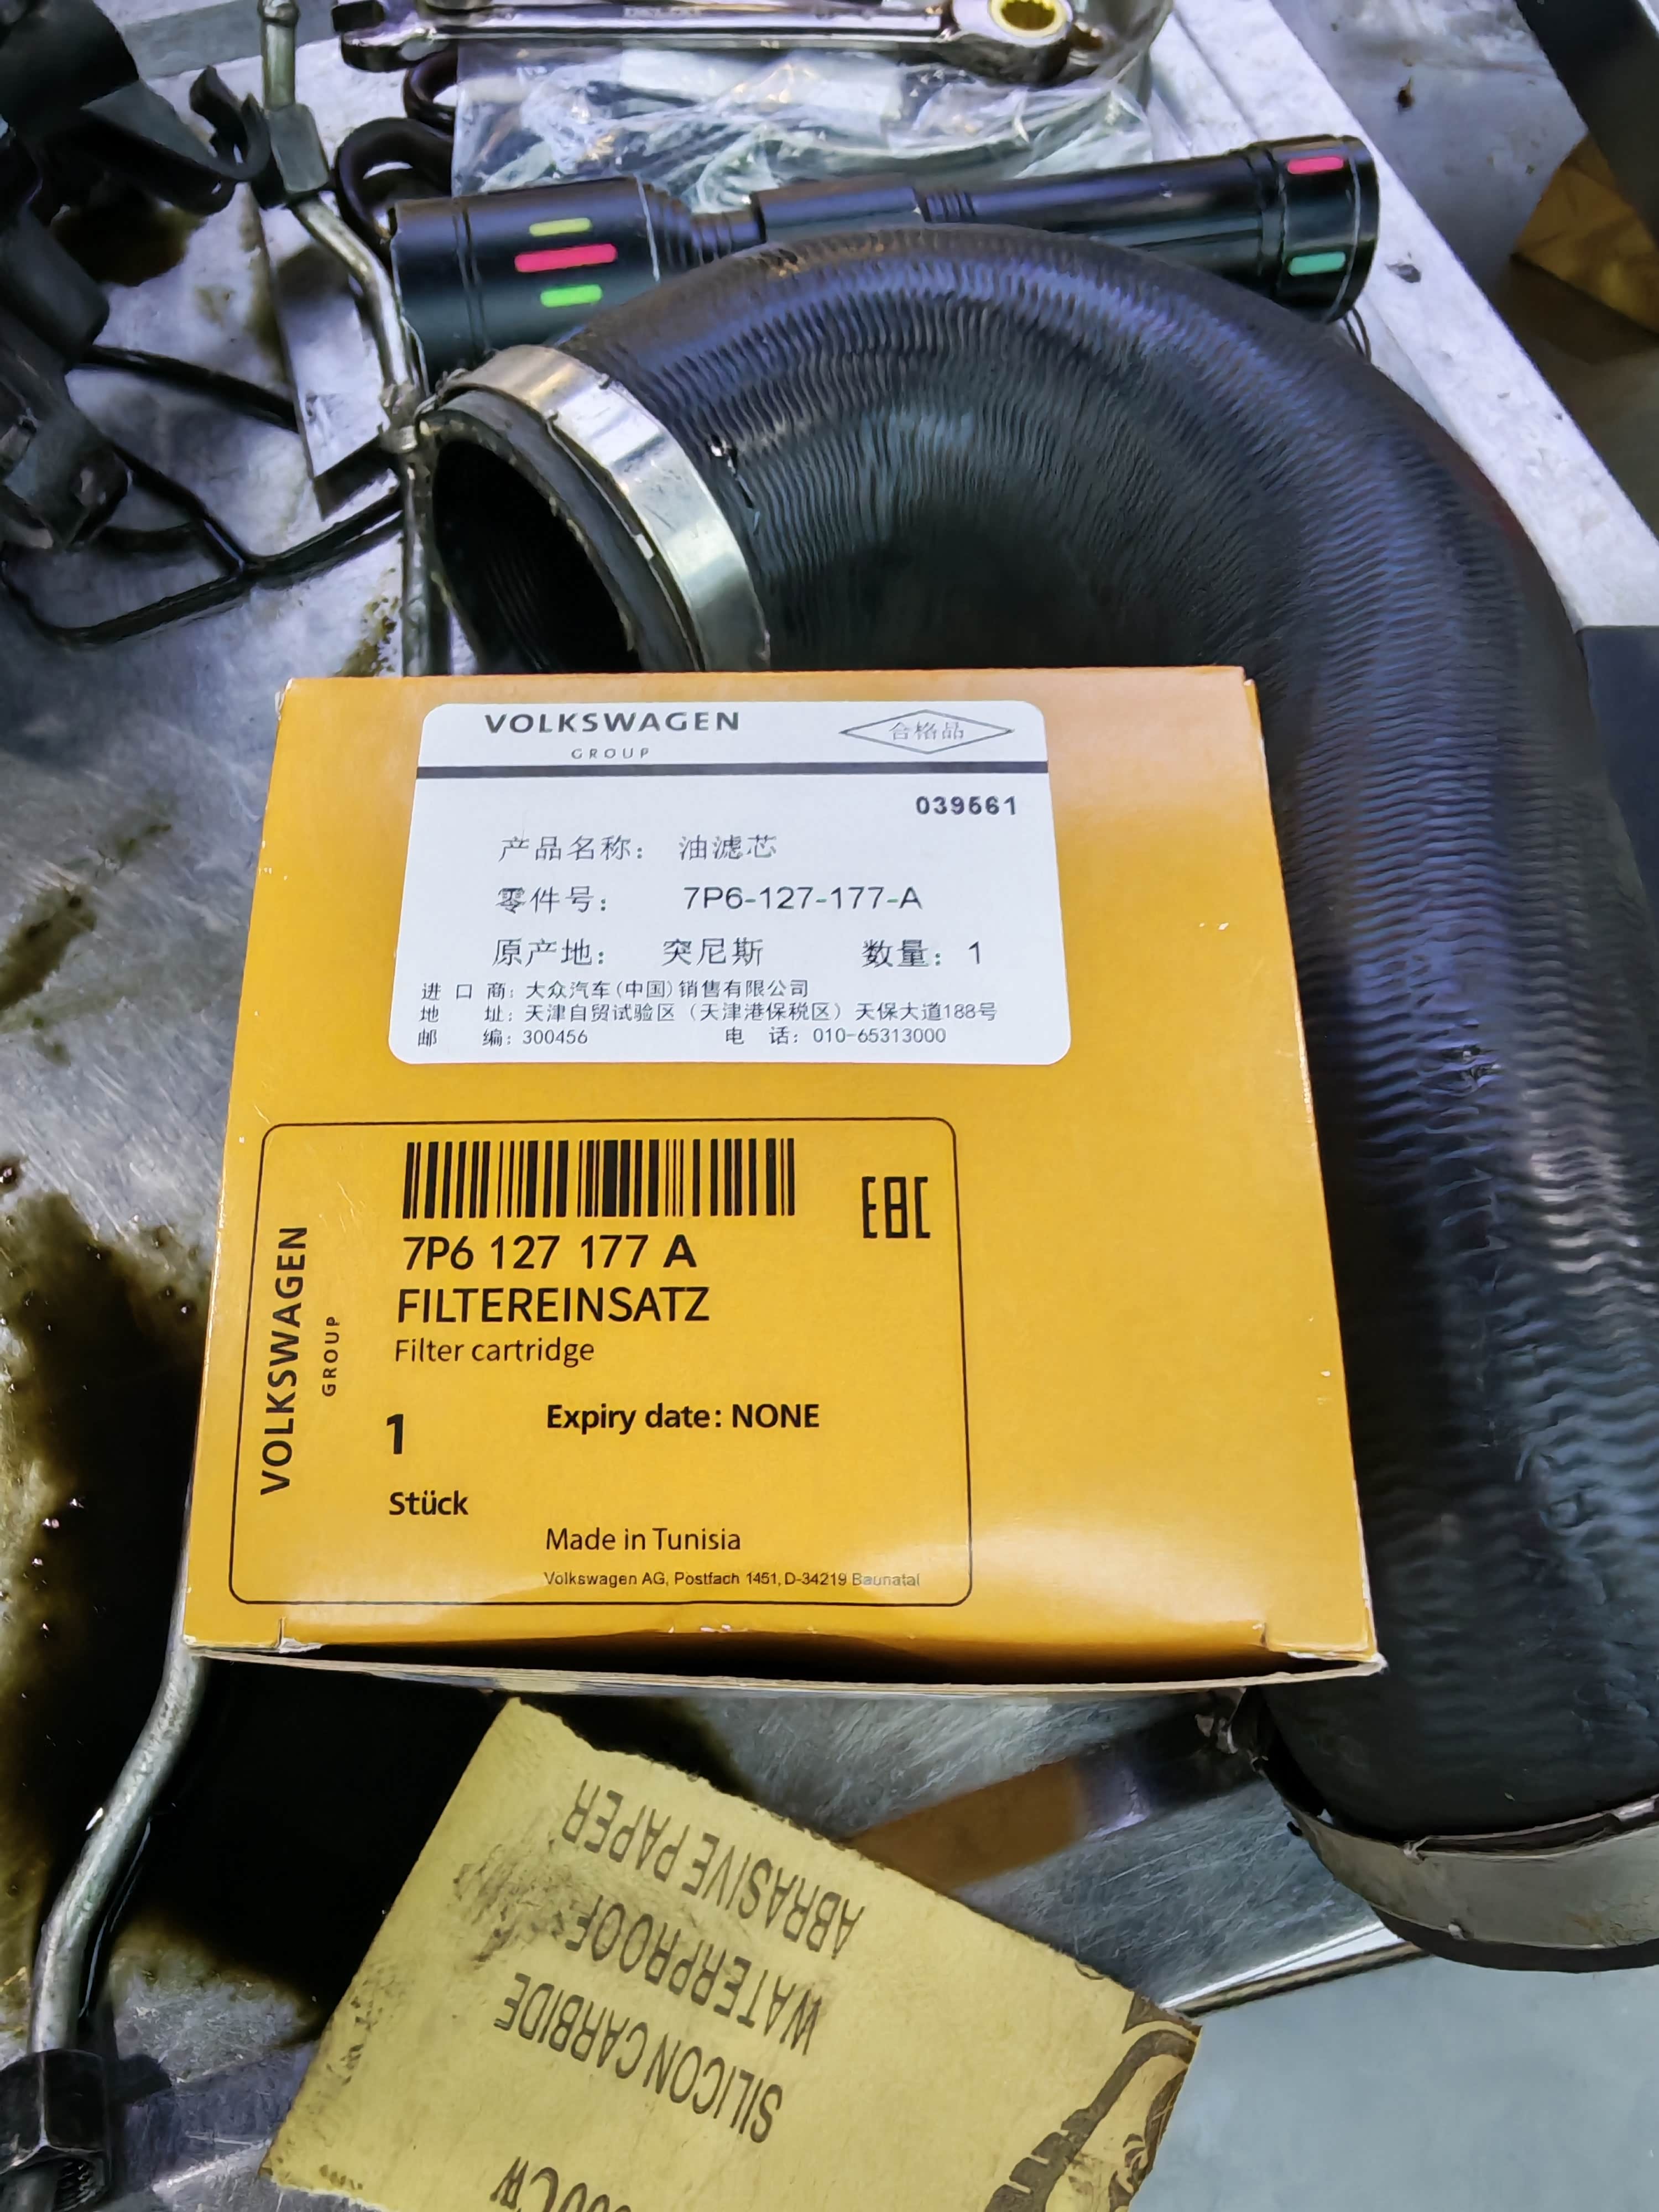 VOLKSWAGEN
GROUP
合格品
039561
产品名称： 油滤芯
零件号： 7P6-127-177-A
原产地： 突尼斯 数量：1
进口商：大众汽车(中国)销售有限公司
地址：天津自贸试验区（天津港保税区）天保大道188号
邮编：300456 电话：010-65313000
VOLKSWAGEN
GROUP
EAC
7P6 127 177 A
FILTEREINSATZ
Filter cartridge
1
Expiry date: NONE
Stück
Made in Tunisia
Volkswagen AG, Postfach 1451, D-34219 Baunatal
ABRASIVE PAPER
WATERPROOF
SILICON CARBIDE